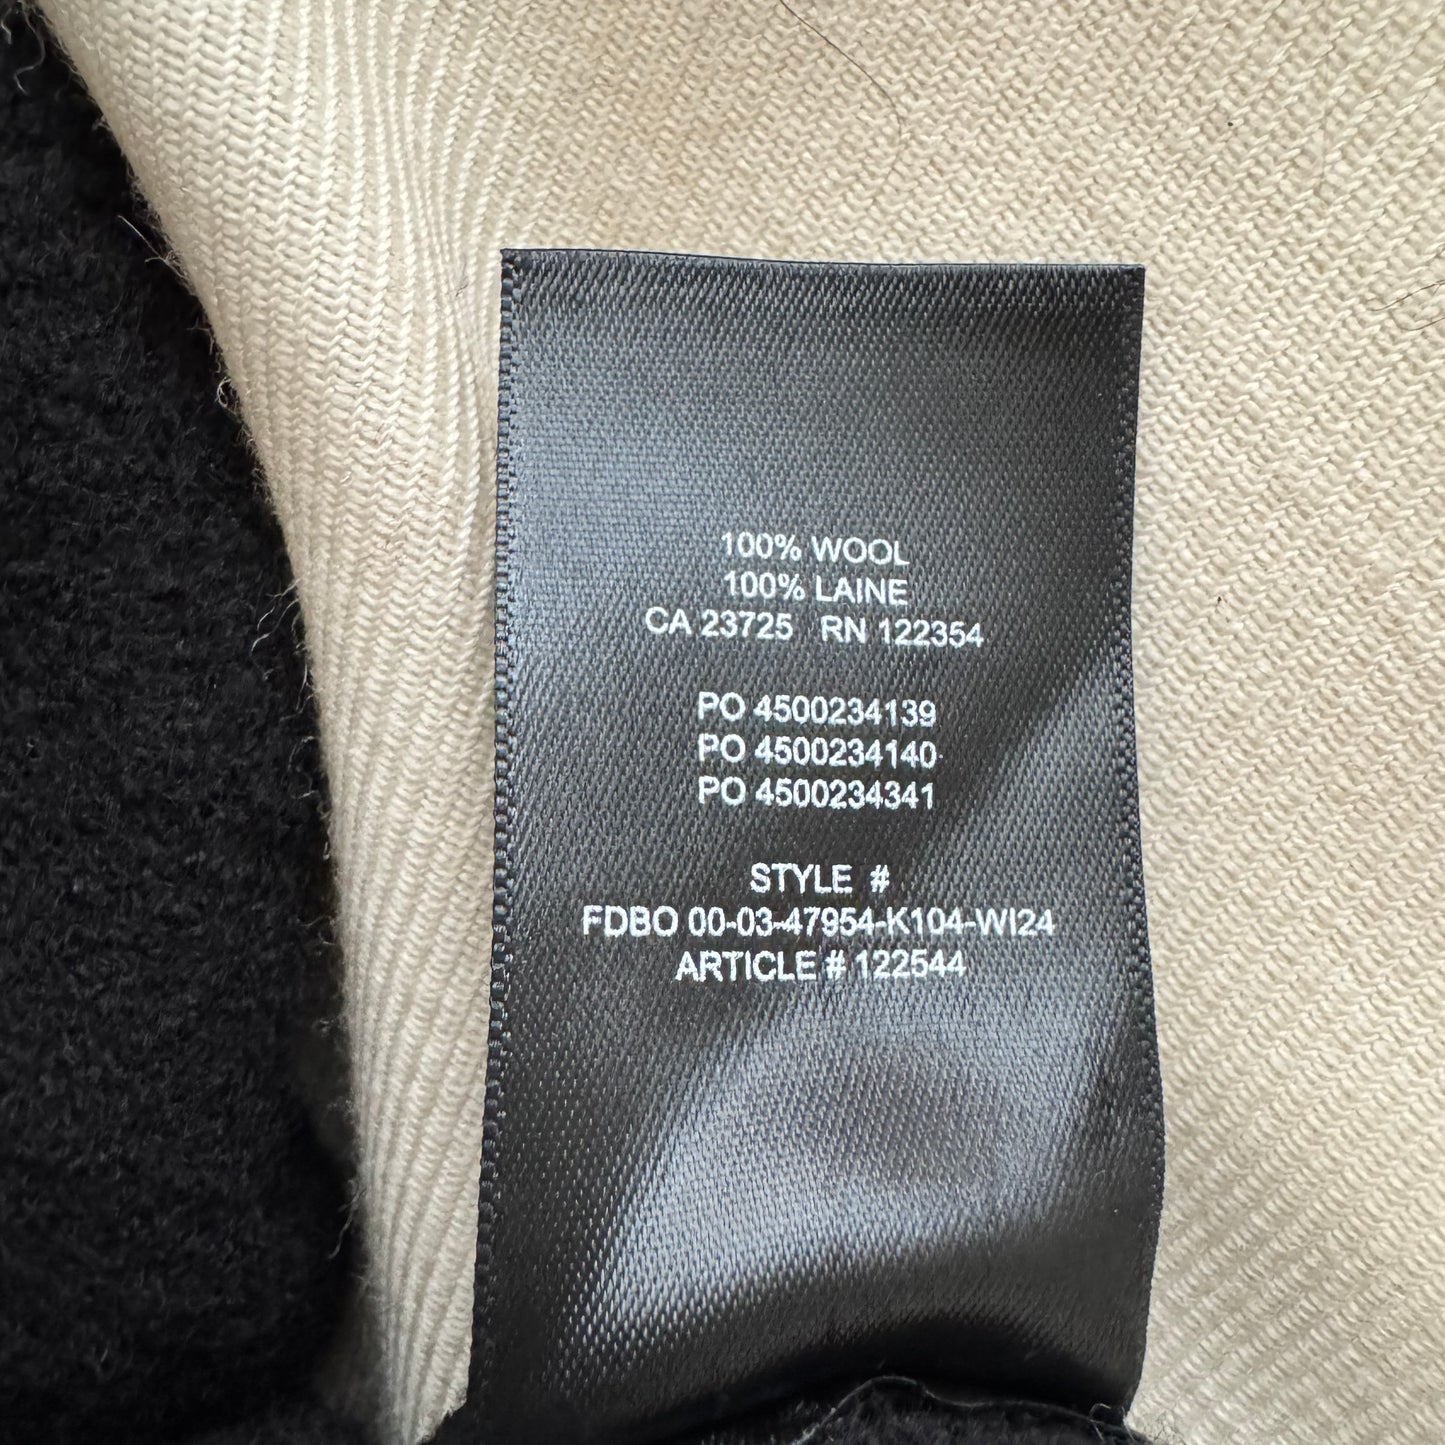 100% WOOL
100% LAINE
CA 23725 RN 122354
PO 4500234139
PO 4500234140
PO 4500234341
STYLE #
FDBO 00-03-47954-K104-WI24
ARTICLE # 122544